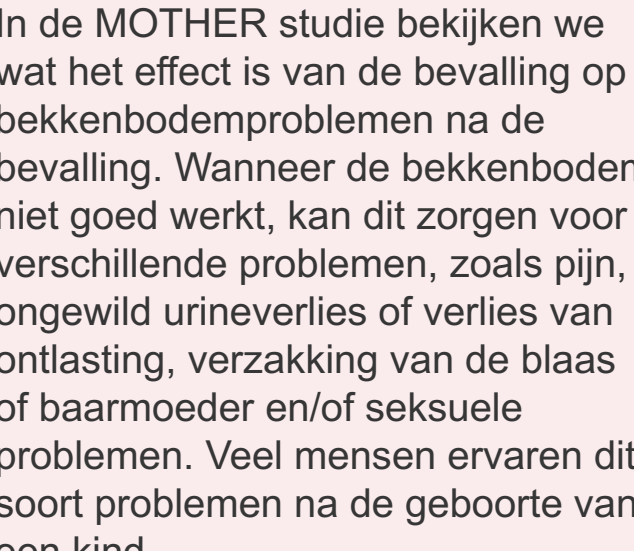 In de MOTHER studie bekijken we
wat het effect is van de bevalling op
bekkenbodemproblemen na de
bevalling. Wanneer de bekkenbodem
niet goed werkt, kan dit zorgen voor
verschillende problemen, zoals pijn,
ongewild urineverlies of verlies van
ontlasting, verzakking van de blaas
of baarmoeder en/of seksuele
problemen. Veel mensen ervaren dit
soort problemen na de geboorte van
een kind